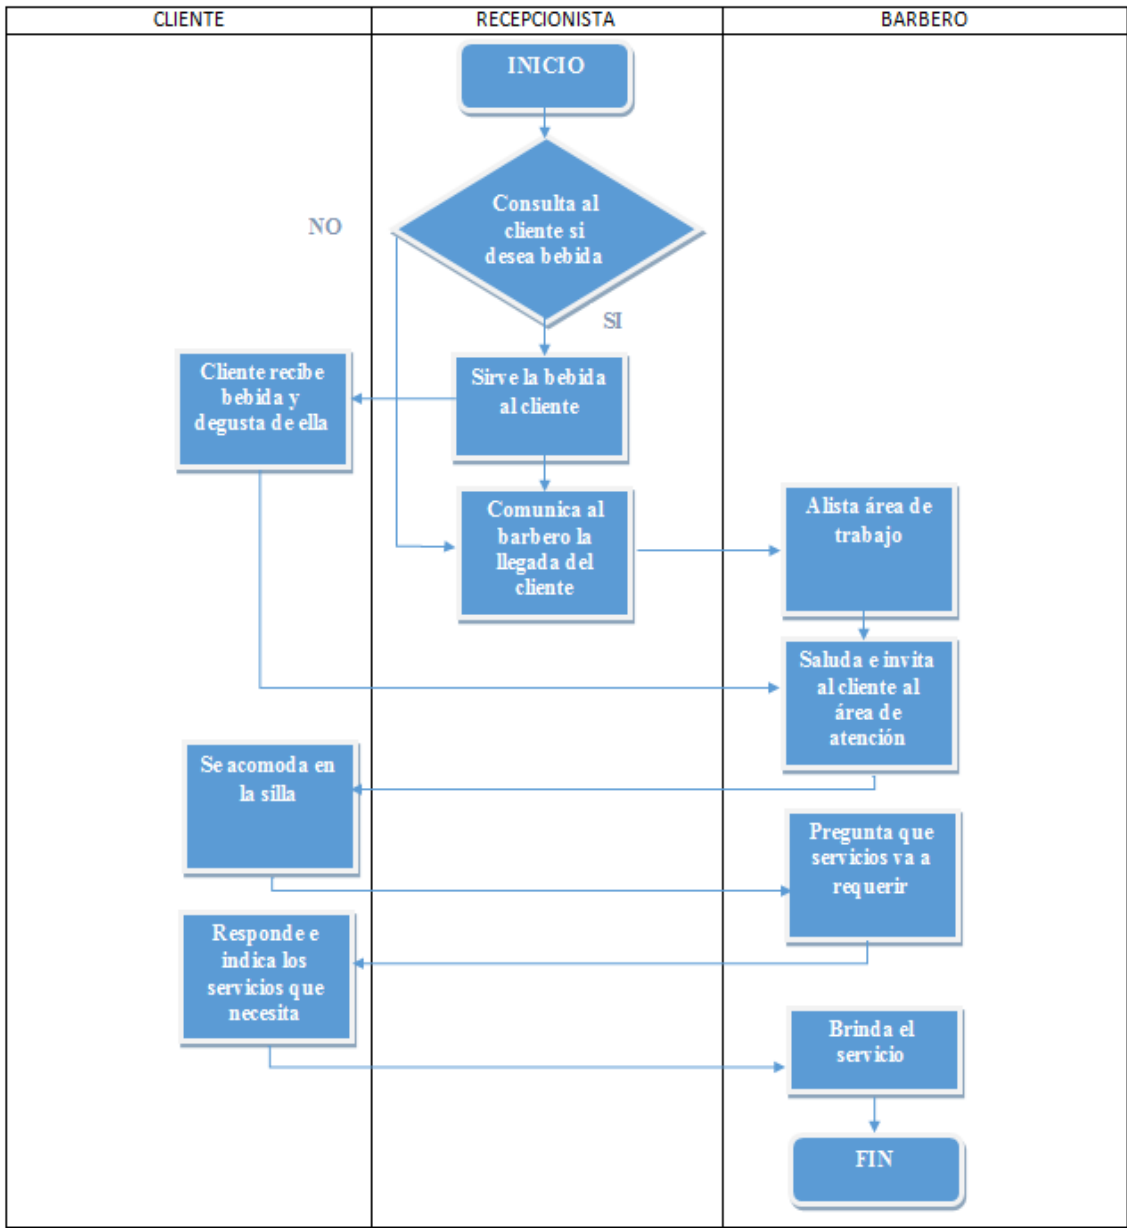 CLIENTE
RECEPCIONISTA
BARBERO
INICIO
Consulta al
cliente si
desea bebida
NO
SI
Cliente recibe
bebida y
degusta de ella
Sirve la bebida
al cliente
Comunica al
barbero la
llegada del
cliente
Alista área de
trabajo
Saluda e invita
al cliente al
área de
atención
Se acomoda en
la silla
Pregunta que
servicios va a
requerir
Responde e
indica los
servicios que
necesita
Brinda el
servicio
FIN